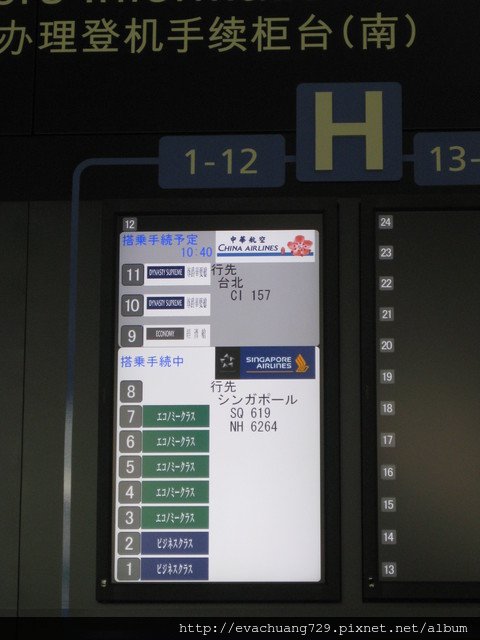 办理登机手续柜台(南)
H
1-12
13-
12
搭乗手続予定
10:40
中華航空
CHINA AIRLINES
11
DYNASTY SUPREME
行先
台北
CI 157
10
DYNASTY SUPREME
9
ECONOMY
經濟艙
搭乗手続中
SINGAPORE
AIRLINES
行先
シンガポール
SQ 619
NH 6264
8
7
エコノミークラス
6
エコノミークラス
5
エコノミークラス
4
エコノミークラス
3
エコノミークラス
2
ビジネスクラス
1
ビジネスクラス
24
23
22
21
20
19
18
17
16
15
14
13
http://evachuang729.pixnet.net/album